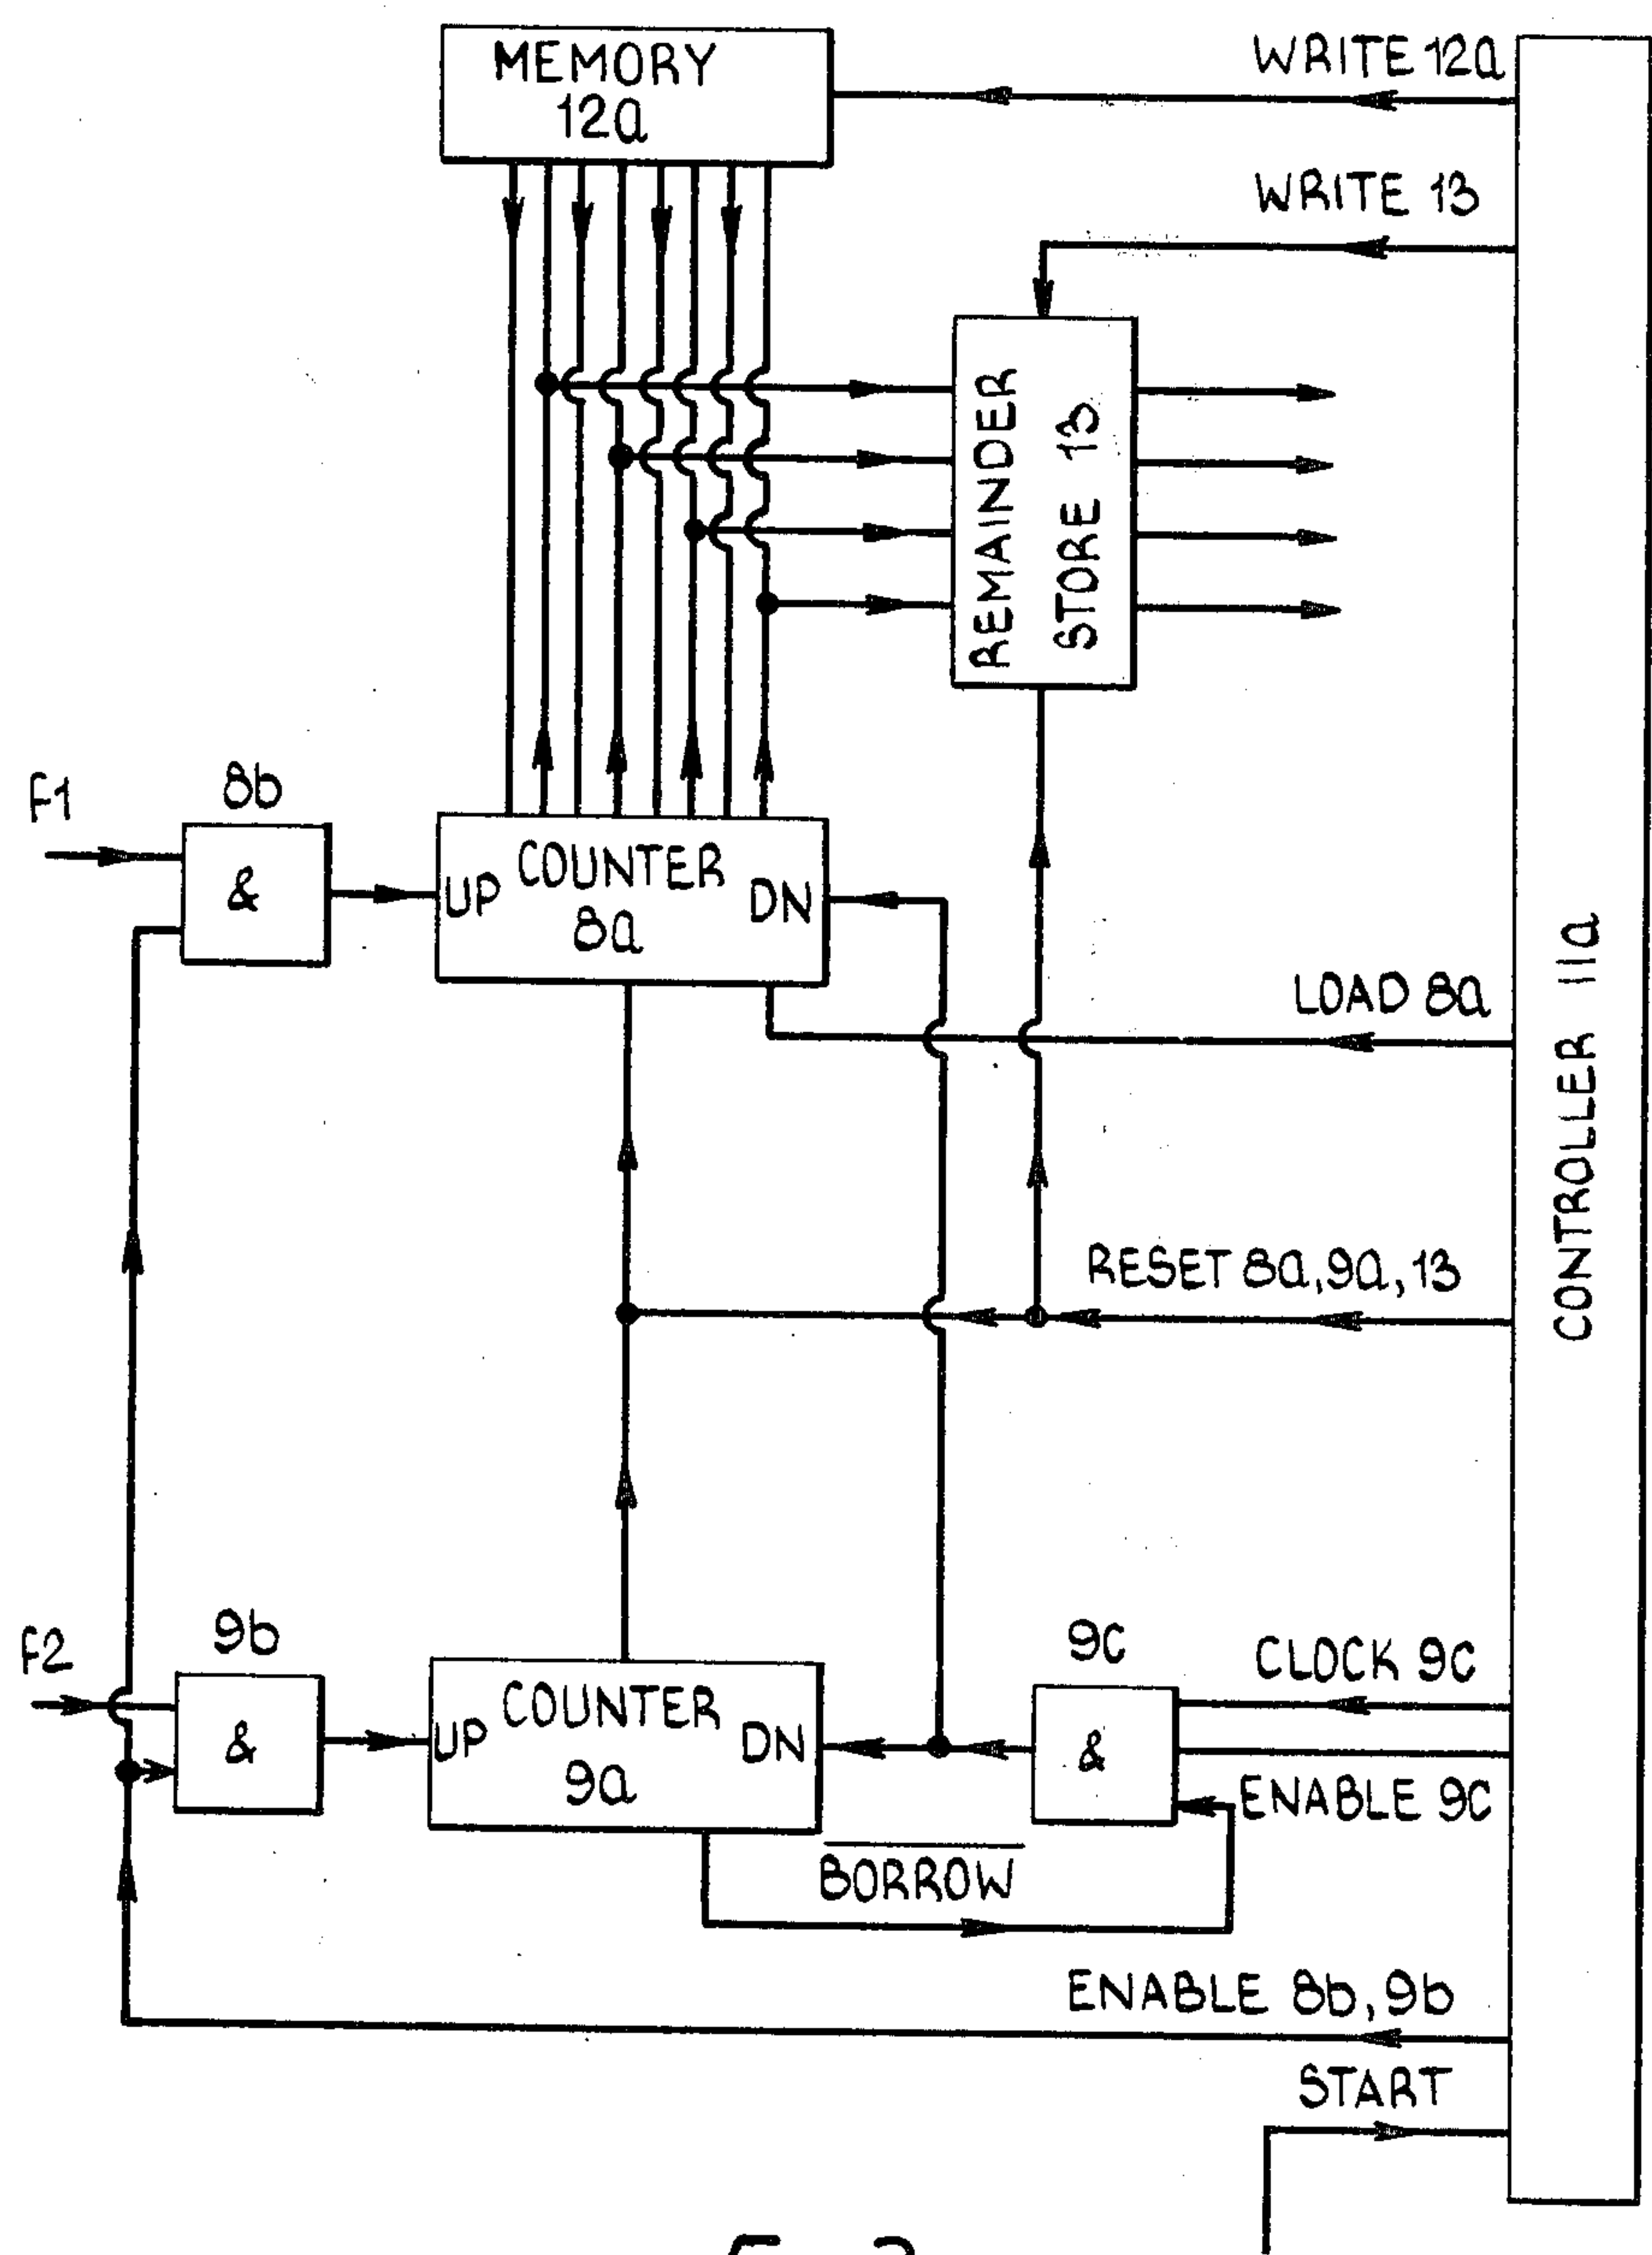 MEMORY
12a
WRITE 12a
WRITE 13
REMAINDER
STORE 13
F1
8b
&
UP
COUNTER
8a
DN
LOAD 8a
CONTROLLER 11a
RESET 8a, 9a, 13
F2
9b
&
UP
COUNTER
9a
DN
9c
&
CLOCK 9c
ENABLE 9c
BORROW
ENABLE 8b, 9b
START